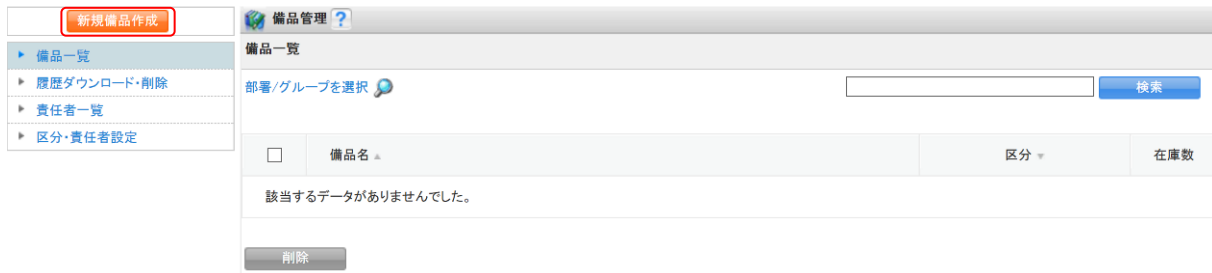 新規備品作成
備品一覧
履歴ダウンロード・削除
責任者一覧
区分・責任者設定
備品管理 ?
備品一覧
部署/グループを選択
検索
備品名 区分 在庫数
該当するデータがありませんでした。
削除